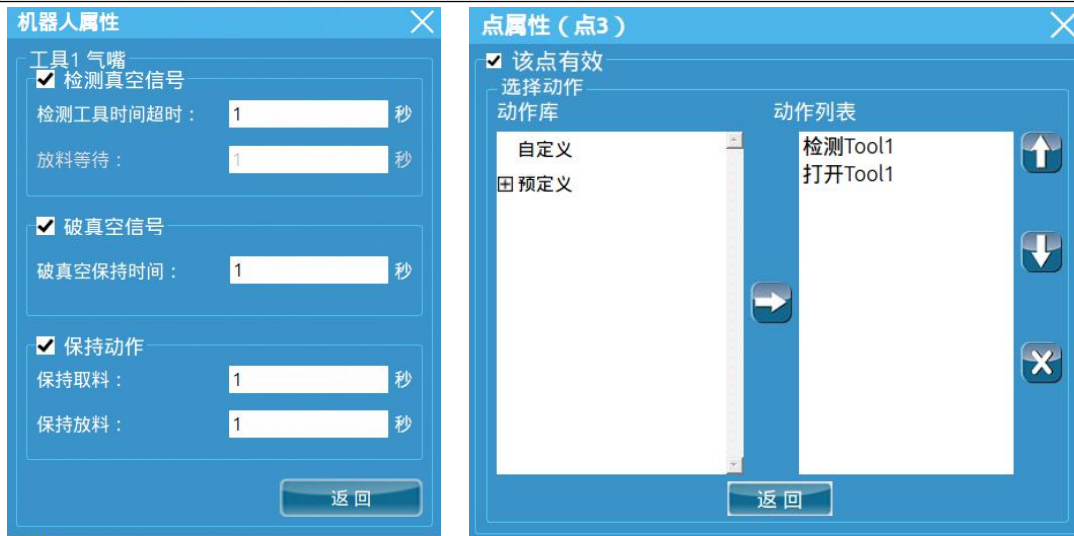 机器人属性
工具1 气嘴
检测真空信号
检测工具时间超时： 1 秒
放料等待： 1 秒
破真空信号
破真空保持时间： 1 秒
保持动作
保持取料： 1 秒
保持放料： 1 秒
返回
点属性（点3）
该点有效
选择动作
动作库 动作列表
自定义 检测Tool1
预定义 打开Tool1
返回